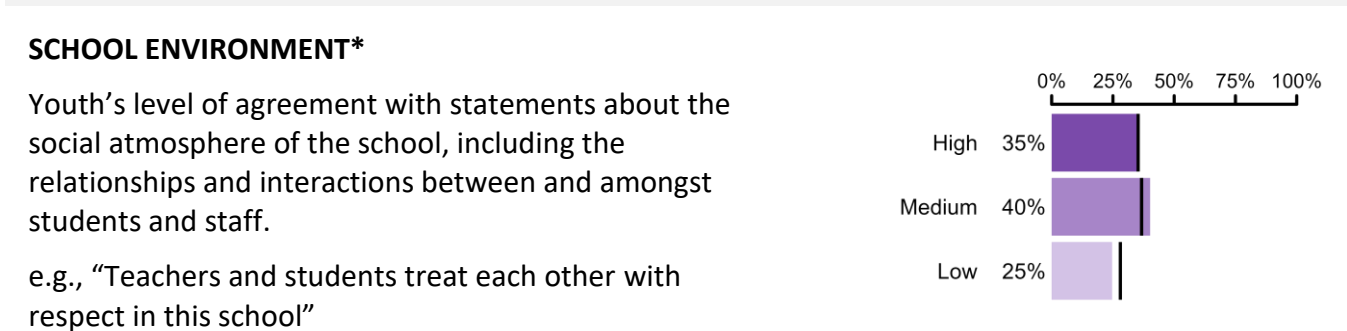 SCHOOL ENVIRONMENT*
Youth’s level of agreement with statements about the
social atmosphere of the school, including the
relationships and interactions between and amongst
students and staff.
e.g., “Teachers and students treat each other with
respect in this school”
0% 25% 50% 75% 100%
High 35%
Medium 40%
Low 25%